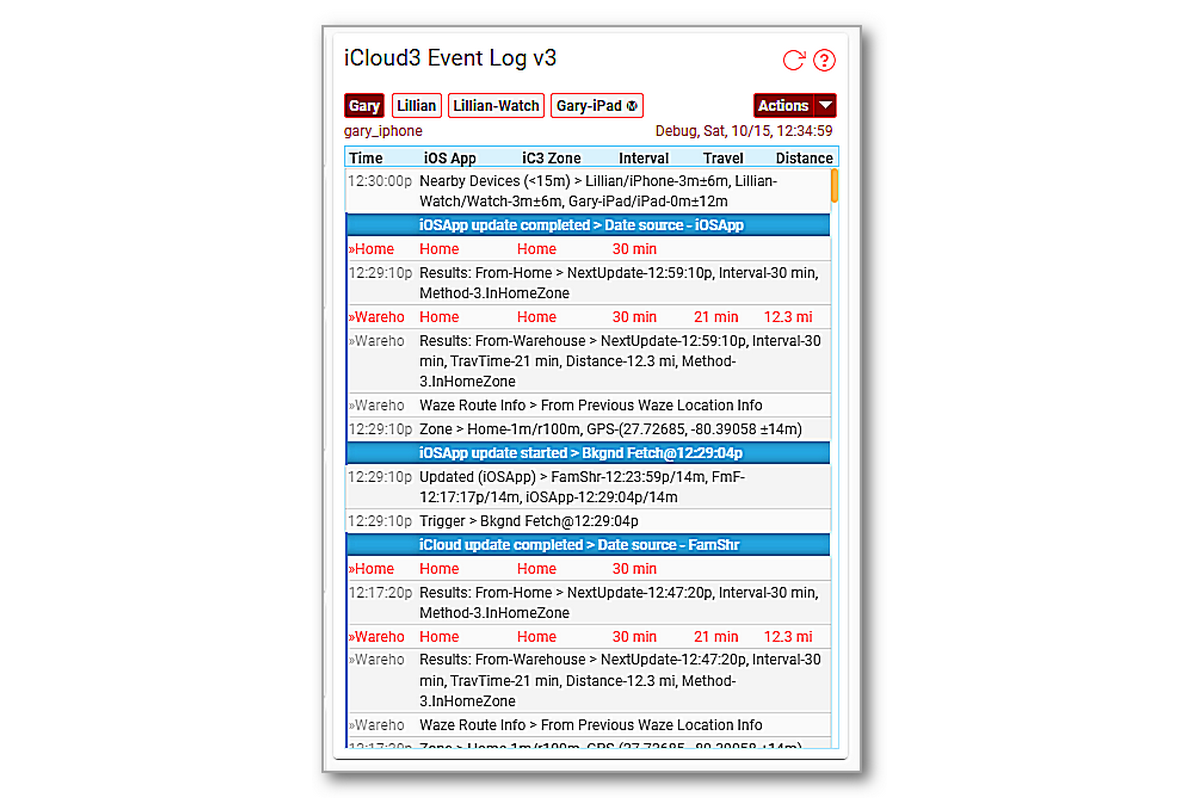 iCloud3 Event Log v3
Gary Lillian Lillian-Watch Gary-iPad Actions
gary_iphone Debug, Sat, 10/15, 12:34:59
Time iOS App iC3 Zone Interval Travel Distance
12:30:00p Nearby Devices (<15m) > Lillian/iPhone-3m±6m, Lillian-
Watch/Watch-3m±6m, Gary-iPad/iPad-0m±12m
iOSApp update completed > Date source - iOSApp
»Home Home Home 30 min
12:29:10p Results: From-Home > NextUpdate-12:59:10p, Interval-30 min,
Method-3.InHomeZone
»Wareho Home Home 30 min 21 min 12.3 mi
»Wareho Results: From-Warehouse > NextUpdate-12:59:10p, Interval-30
min, TravTime-21 min, Distance-12.3 mi, Method-
3.InHomeZone
»Wareho Waze Route Info > From Previous Waze Location Info
12:29:10p Zone > Home-1m/r100m, GPS-(27.72685, -80.39058 ±14m)
iOSApp update started > Bkgnd Fetch@12:29:04p
12:29:10p Updated (iOSApp) > FamShr-12:23:59p/14m, FmF-
12:17:17p/14m, iOSApp-12:29:04p/14m
12:29:10p Trigger > Bkgnd Fetch@12:29:04p
iCloud update completed > Date source - FamShr
»Home Home Home 30 min
12:17:20p Results: From-Home > NextUpdate-12:47:20p, Interval-30 min,
Method-3.InHomeZone
»Wareho Home Home 30 min 21 min 12.3 mi
»Wareho Results: From-Warehouse > NextUpdate-12:47:20p, Interval-30
min, TravTime-21 min, Distance-12.3 mi, Method-
3.InHomeZone
»Wareho Waze Route Info > From Previous Waze Location Info
Zone > Home-1m/r100m, GPS-(27.72685, -80.39058 ±14m)